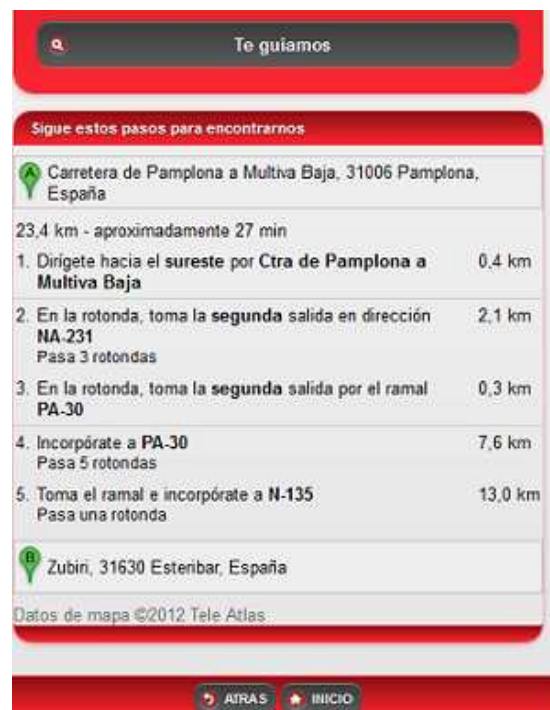 Te guiamos
Sigue estos pasos para encontrarnos
A Carretera de Pamplona a Mutilva Baja, 31006 Pamplona,
España
23,4 km - aproximadamente 27 min
1. Dirígete hacia el sureste por Ctra de Pamplona a 0,4 km
Mutilva Baja
2. En la rotonda, toma la segunda salida en dirección 2,1 km
NA-231
Pasa 3 rotondas
3. En la rotonda, toma la segunda salida por el ramal 0,3 km
PA-30
4. Incorpórate a PA-30 7,6 km
Pasa 5 rotondas
5. Toma el ramal e incorpórate a N-135 13,0 km
Pasa una rotonda
B Zubiri, 31630 Esteribar, España
Datos de mapa ©2012 Tele Atlas
ATRAS INICIO